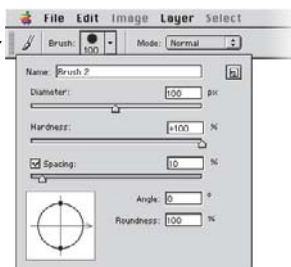 File Edit Image Layer Select
Brush: 100 Mode: Normal
Name: Brush 2
Diameter: 100 px
Hardness: +100 %
Spacing: 10 %
Angle: 0 °
Roundness: 100 %